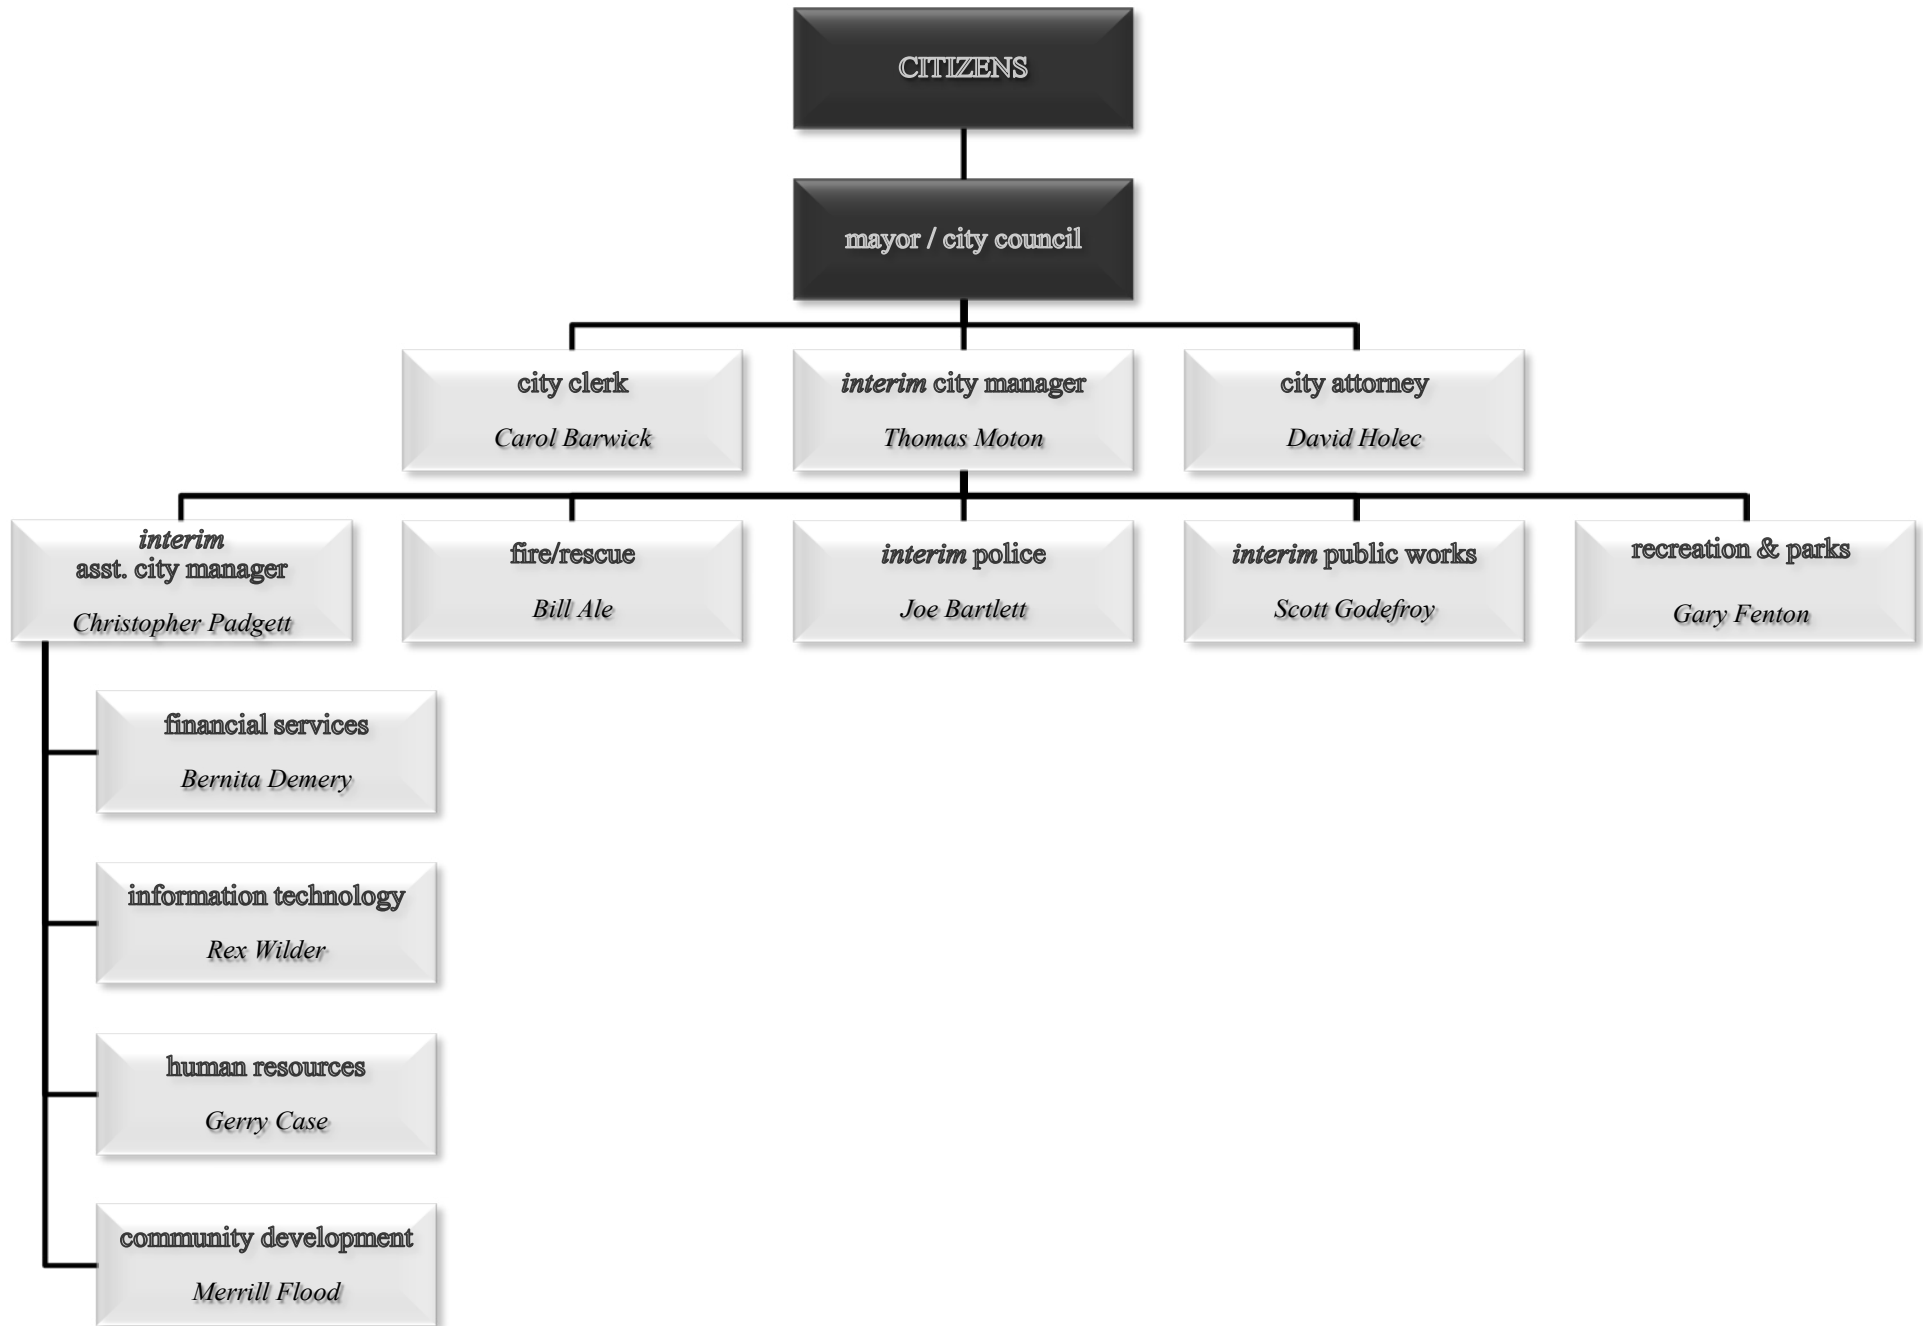 CITIZENS
mayor / city council
city clerk
Carol Barwick
interim city manager
Thomas Moton
city attorney
David Holec
interim
asst. city manager
Christopher Padgett
fire/rescue
Bill Ale
interim police
Joe Bartlett
interim public works
Scott Godefroy
recreation & parks
Gary Fenton
financial services
Bernita Demery
information technology
Rex Wilder
human resources
Gerry Case
community development
Merrill Flood